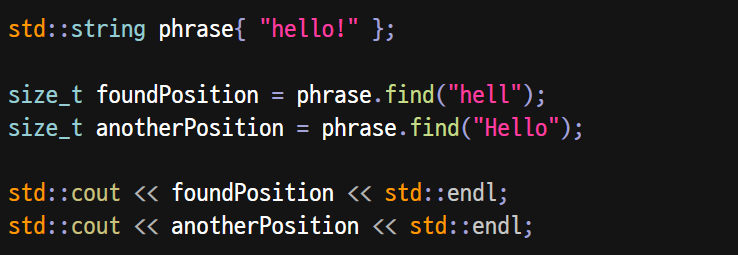 std::string phrase{ "hello!" };
size_t foundPosition = phrase.find("hell");
size_t anotherPosition = phrase.find("Hello");
std::cout << foundPosition << std::endl;
std::cout << anotherPosition << std::endl;